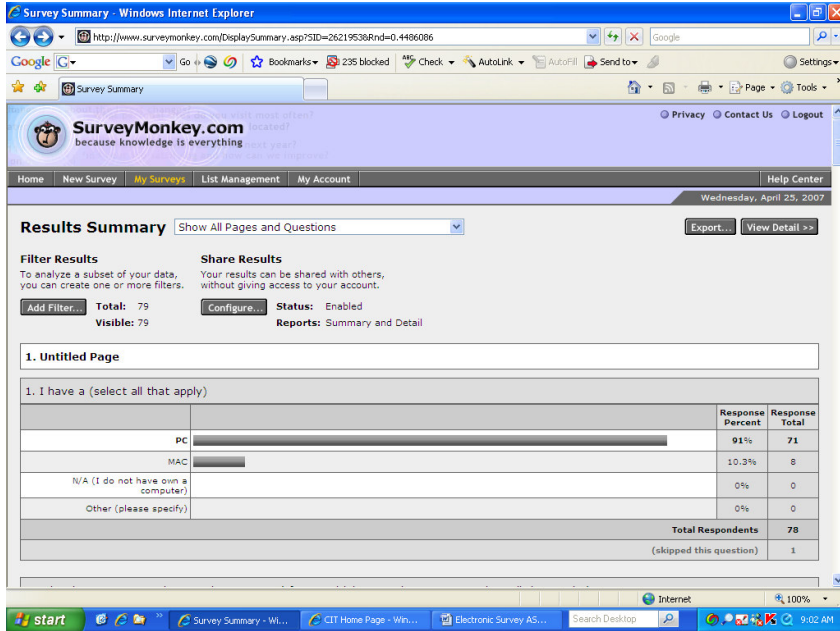 Survey Summary - Windows Internet Explorer
http://www.surveymonkey.com/DisplaySummary.asp?SID=2621953&Rnd=0.4486086
Google
Google G Go Bookmarks 235 blocked ABC Check AutoLink AutoFill Send to Settings
Survey Summary Page Tools
Privacy Contact Us Logout
SurveyMonkey.com
because knowledge is everything
Home New Survey My Surveys List Management My Account Help Center
Wednesday, April 25, 2007
Results Summary Show All Pages and Questions Export... View Detail >>
Filter Results Share Results
To analyze a subset of your data, Your results can be shared with others,
you can create one or more filters. without giving access to your account.
Add Filter... Total: 79 Configure... Status: Enabled
Visible: 79 Reports: Summary and Detail
1. Untitled Page
1. I have a (select all that apply)
Response Percent Response Total
PC 91% 71
MAC 10.3% 8
N/A (I do not have own a computer) 0% 0
Other (please specify) 0% 0
Total Respondents 78
(skipped this question) 1
Internet 100%
start Survey Summary - Wi... CIT Home Page - Win... Electronic Survey AS... Search Desktop 9:02 AM